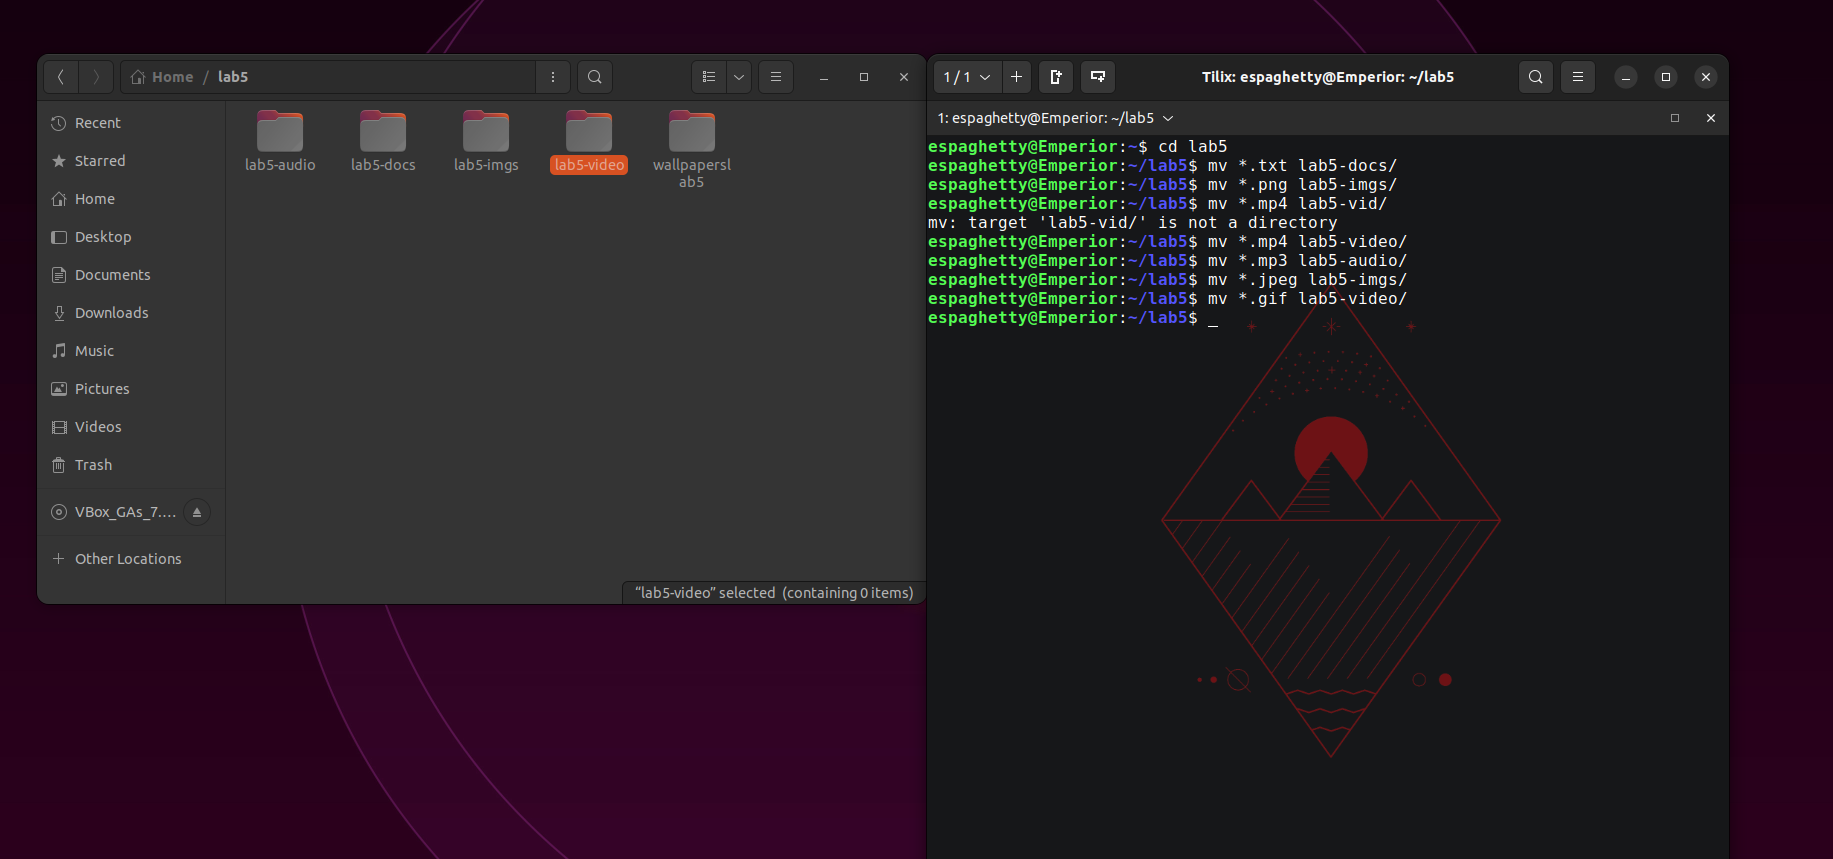 Home / lab5
Recent
Starred
Home
Desktop
Documents
Downloads
Music
Pictures
Videos
Trash
VBox_GAs_7....
Other Locations
lab5-audio
lab5-docs
lab5-imgs
lab5-video
wallpapersl
ab5
“lab5-video” selected (containing 0 items)
1 / 1
Tilix: espaghetty@Emperior: ~/lab5
1: espaghetty@Emperior: ~/lab5
espaghetty@Emperior:~$ cd lab5
espaghetty@Emperior:~/lab5$ mv *.txt lab5-docs/
espaghetty@Emperior:~/lab5$ mv *.png lab5-imgs/
espaghetty@Emperior:~/lab5$ mv *.mp4 lab5-vid/
mv: target 'lab5-vid/' is not a directory
espaghetty@Emperior:~/lab5$ mv *.mp4 lab5-video/
espaghetty@Emperior:~/lab5$ mv *.mp3 lab5-audio/
espaghetty@Emperior:~/lab5$ mv *.jpeg lab5-imgs/
espaghetty@Emperior:~/lab5$ mv *.gif lab5-video/
espaghetty@Emperior:~/lab5$ _